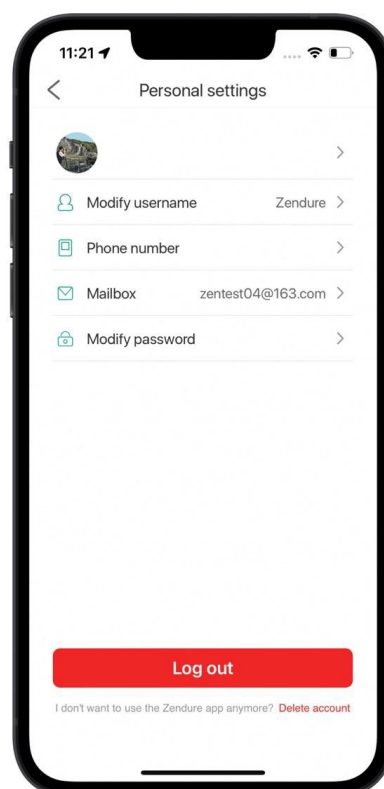 11:21
Personal settings
Modify username Zendure
Phone number
Mailbox zentest04@163.com
Modify password
Log out
I don't want to use the Zendure app anymore? Delete account